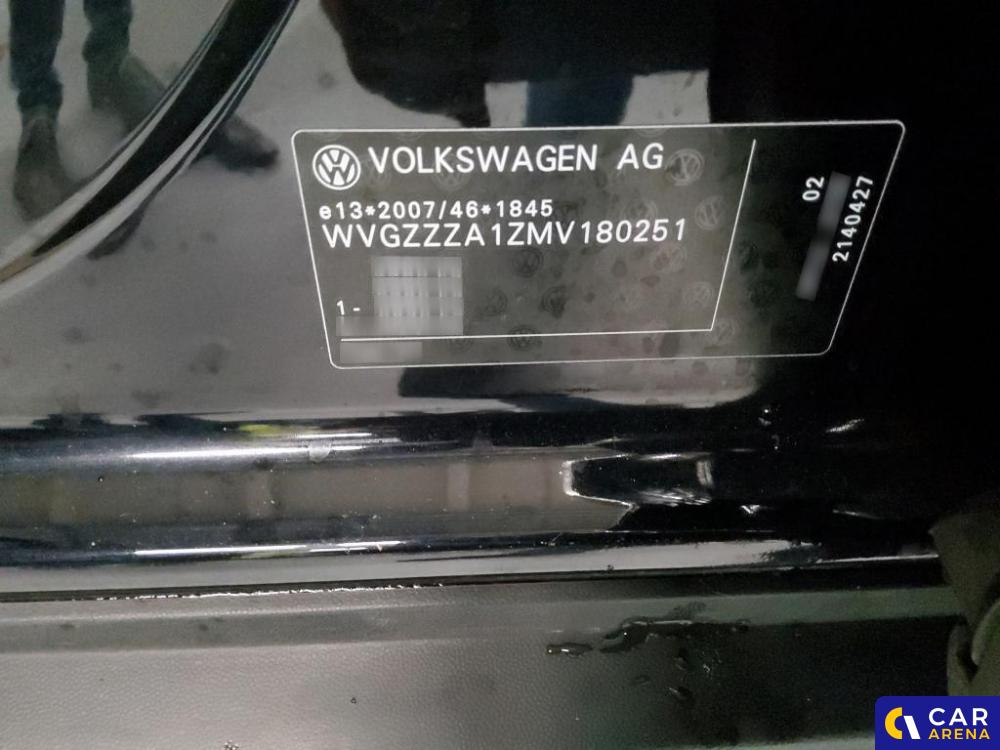 VOLKSWAGEN AG
e13*2007/46*1845
WVGZZZA1ZMV180251
1-
02
2140427
CAR
ARENA